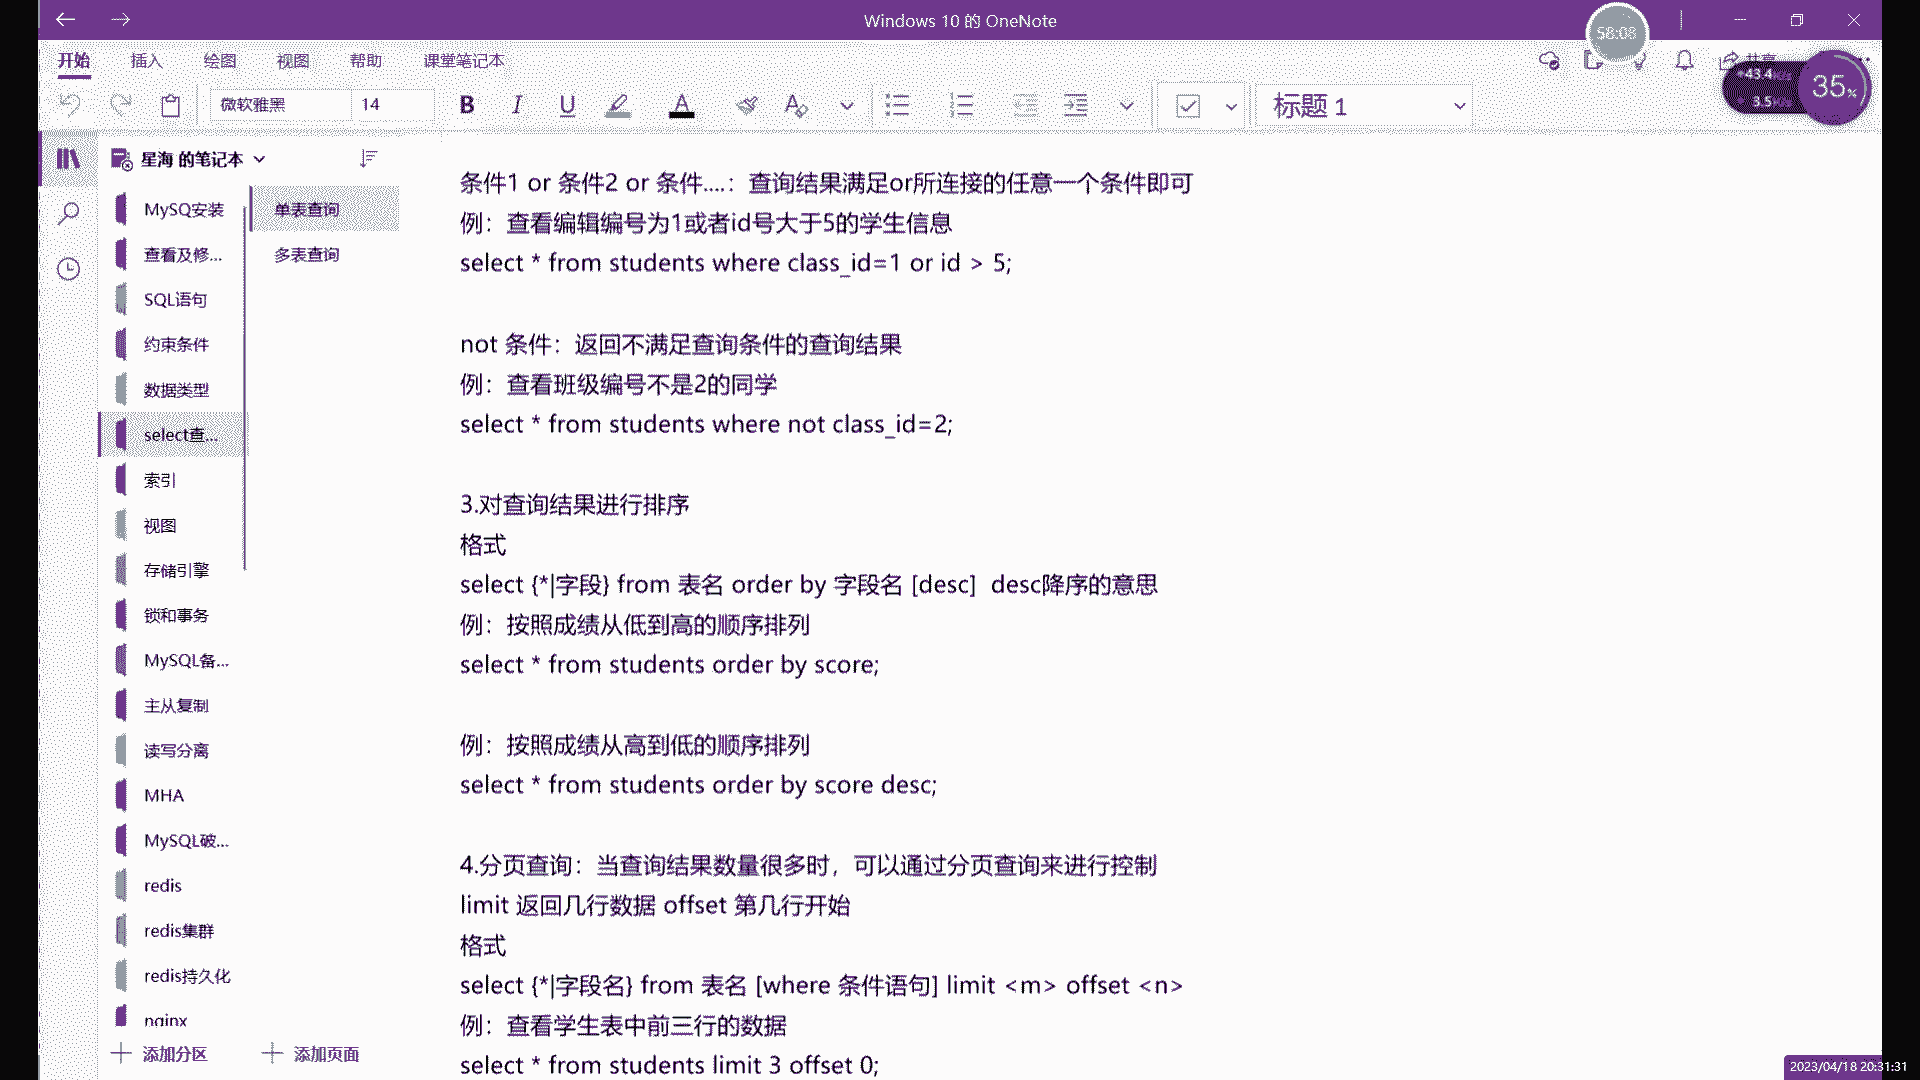 Windows 10 的 OneNote
58:08
开始 插入 绘图 视图 帮助 课堂笔记本 共享
43.4
3.5
35%
微软雅黑 14 B I U A 标题 1
星海 的笔记本
MySQ安装
查看及修...
SQL语句
约束条件
数据类型
select查...
索引
视图
存储引擎
锁和事务
MySQL备...
主从复制
读写分离
MHA
MySQL破...
redis
redis集群
redis持久化
nginx
添加分区
单表查询
多表查询
添加页面
条件1 or 条件2 or 条件....：查询结果满足or所连接的任意一个条件即可
例：查看编辑编号为1或者id号大于5的学生信息
select * from students where class_id=1 or id > 5;
not 条件：返回不满足查询条件的查询结果
例：查看班级编号不是2的同学
select * from students where not class_id=2;
3.对查询结果进行排序
格式
select {*|字段} from 表名 order by 字段名 [desc]  desc降序的意思
例：按照成绩从低到高的顺序排列
select * from students order by score;
例：按照成绩从高到低的顺序排列
select * from students order by score desc;
4.分页查询：当查询结果数量很多时，可以通过分页查询来进行控制
limit 返回几行数据 offset 第几行开始
格式
select {*|字段名} from 表名 [where 条件语句] limit <m> offset <n>
例：查看学生表中前三行的数据
select * from students limit 3 offset 0;
2023/04/18 20:31:31